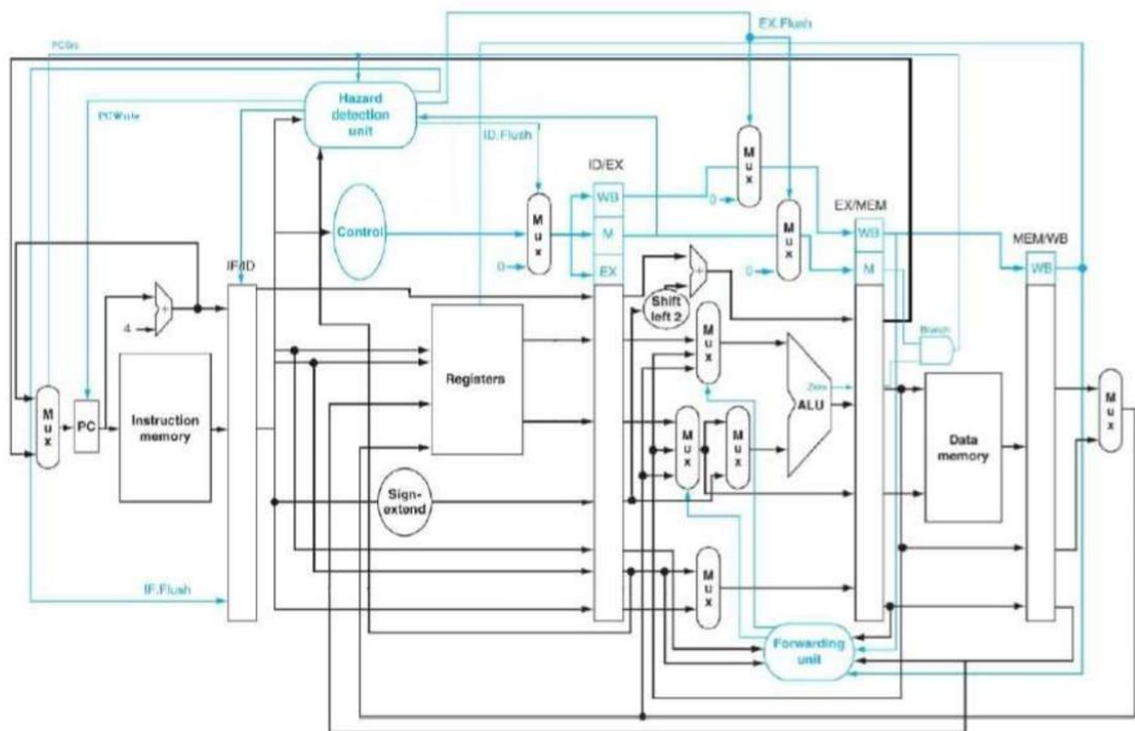 EX.Flush
PCSrc
Hazard
detection
unit
PCWrite
ID.Flush
ID/EX
Mux
WB
EX/MEM
Control
Mux
M
Mux
WB
MEM/WB
0
EX
0
0
M
WB
IF/ID
+
+
Shift
left 2
4
Mux
Branch
Registers
Zero
ALU
Mux
PC
Instruction
memory
Mux
Mux
Data
memory
Mux
Sign-
extend
Mux
IF.Flush
Forwarding
unit